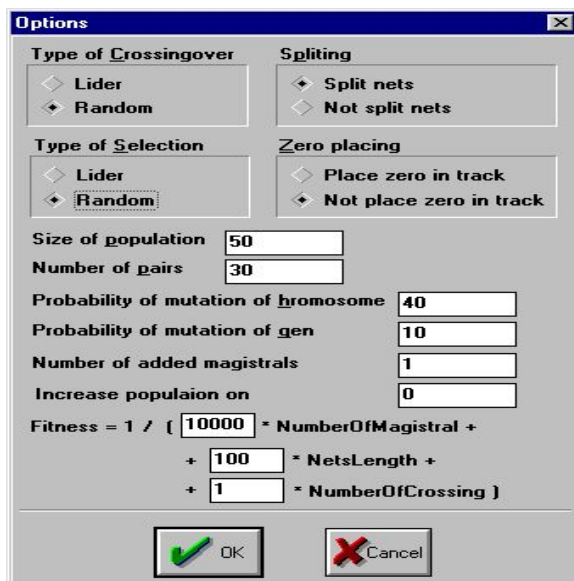 Options
Type of Crossingover
Lider
Random
Spliting
Split nets
Not split nets
Type of Selection
Lider
Random
Zero placing
Place zero in track
Not place zero in track
Size of population 50
Number of pairs 30
Probability of mutation of hromosome 40
Probability of mutation of gen 10
Number of added magistrals 1
Increase populaion on 0
Fitness = 1 / ( 10000 * NumberOfMagistral +
+ 100 * NetsLength +
+ 1 * NumberOfCrossing )
OK
Cancel